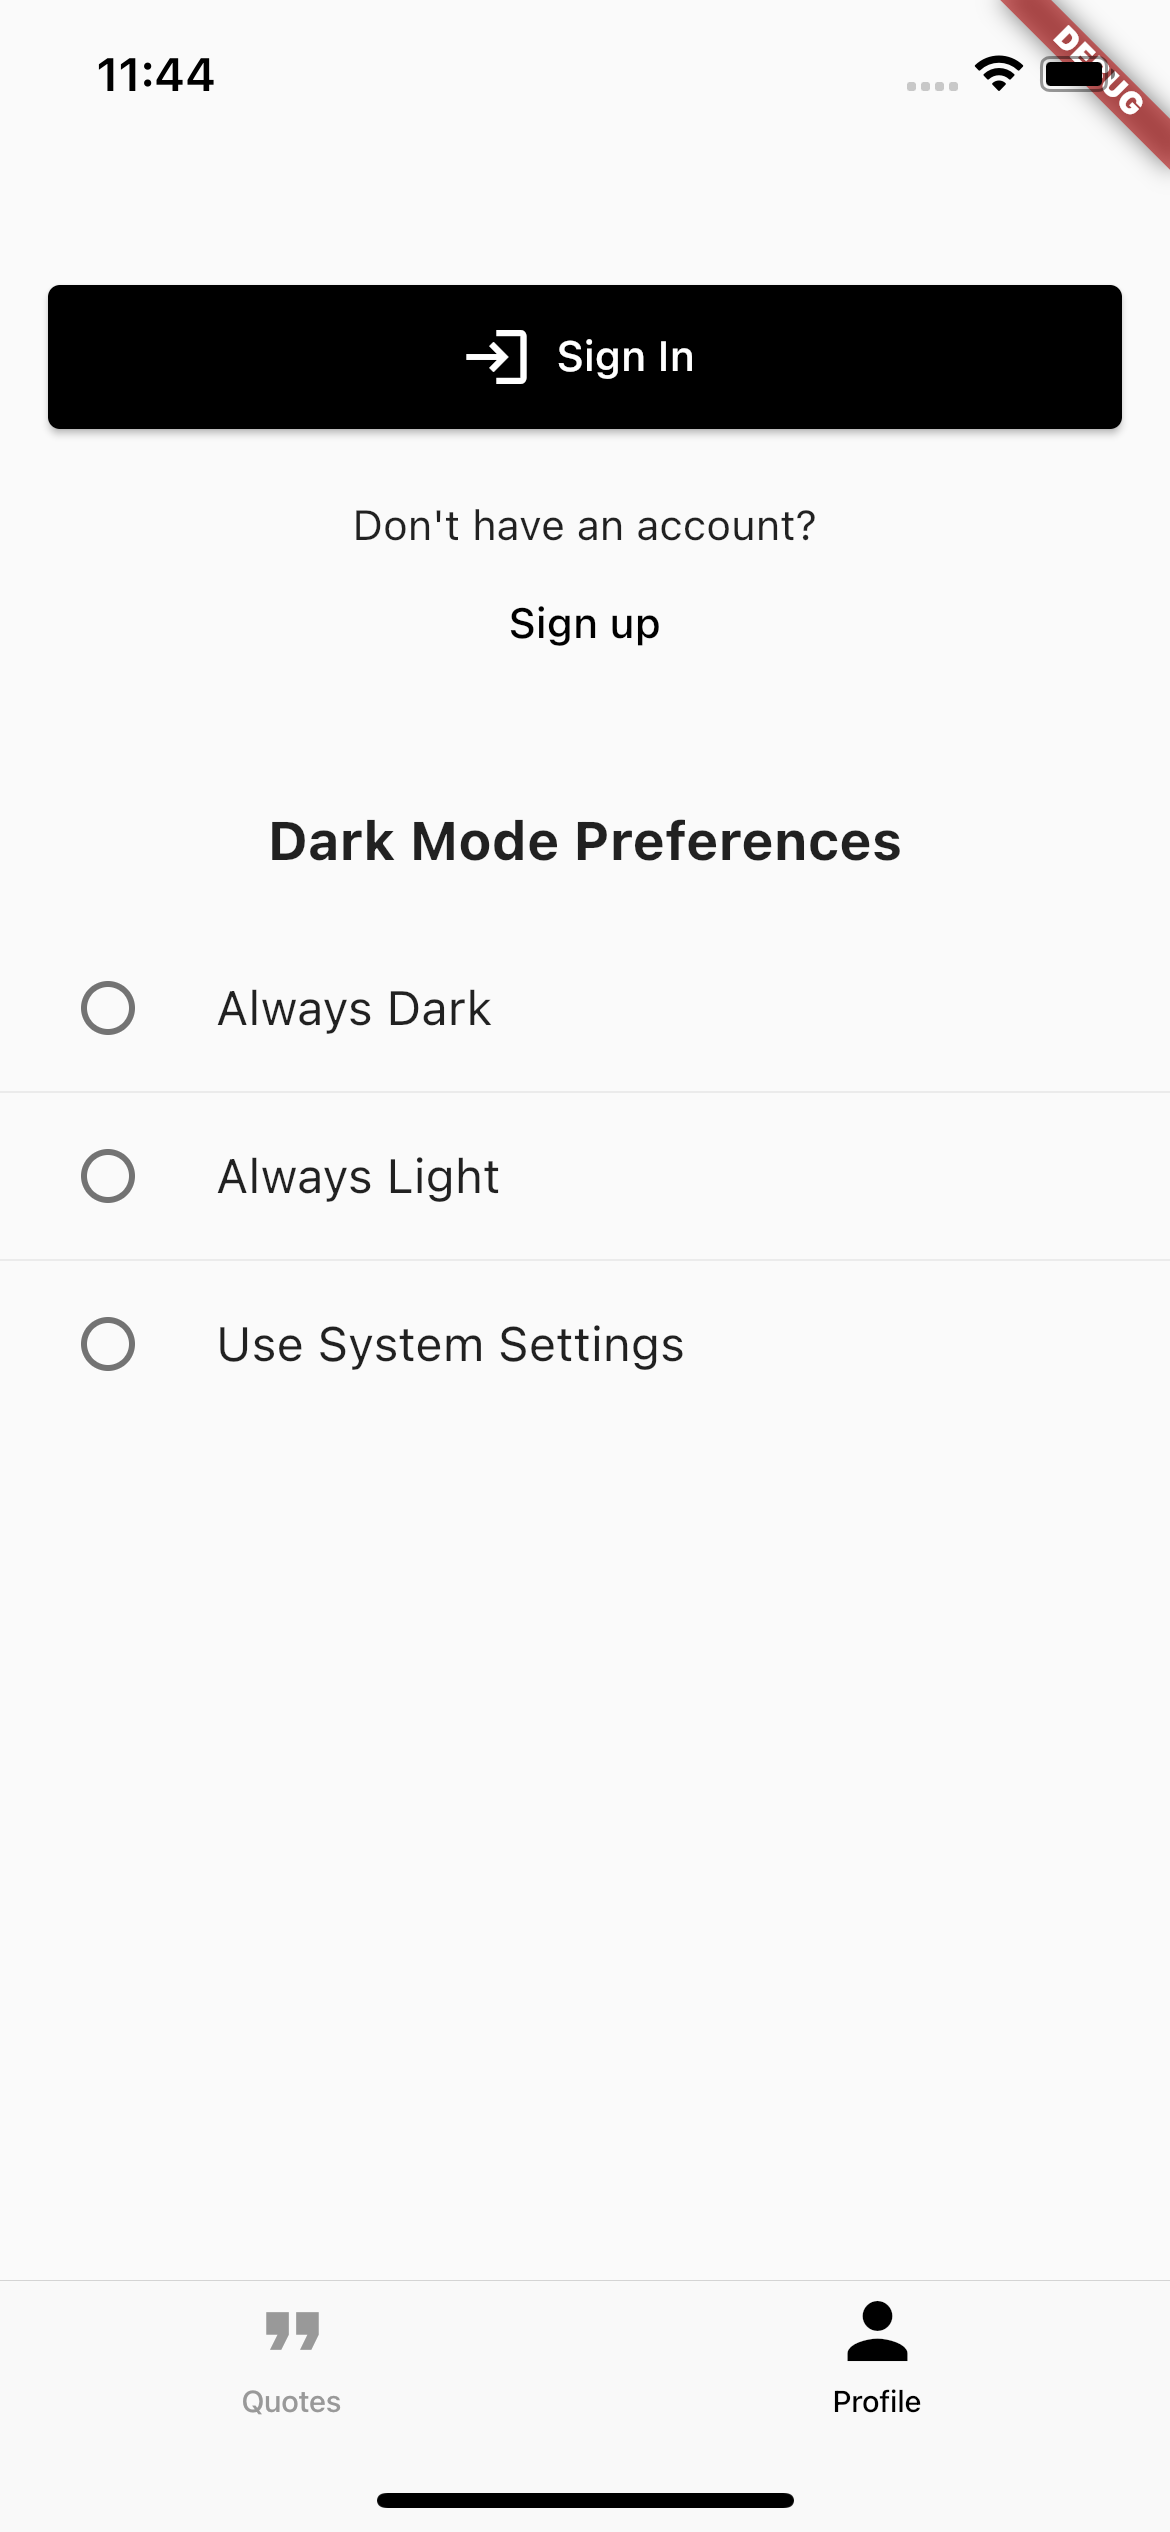 11:44
DEBUG
Sign In
Don't have an account?
Sign up
Dark Mode Preferences
Always Dark
Always Light
Use System Settings
Quotes
Profile